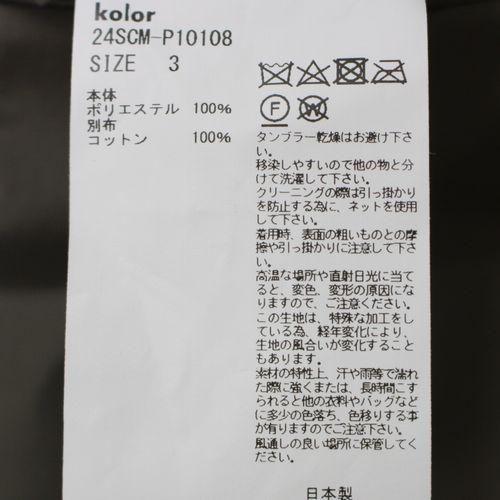 kolor
24SCM-P10108
SIZE 3
本体
ポリエステル 100%
別布
コットン 100%
F
W
タンブラー乾燥はお避け下さ
い。
移染しやすいので他の物と分
けて洗濯して下さい。
クリーニングの際は引っ掛かり
を防止する為に、ネットを使用
して下さい。
着用時、表面の粗いものとの摩
擦や引っ掛かりに注意して下さ
い。
高温な場所や直射日光に当て
ると、変色、変形の原因にな
りますので、ご注意ください。
この生地は、特殊な加工をし
ている為、経年変化により、
生地の風合いが変化すること
もあります。
素材の特性上、汗や雨等で濡れ
た際に強くまたは、長時間こす
られると他の衣料やバッグなど
に多少の色落ち、色移りする事
が有りますのでご注意下さい。
風通しの良い場所に保管してく
ださい。
日本製